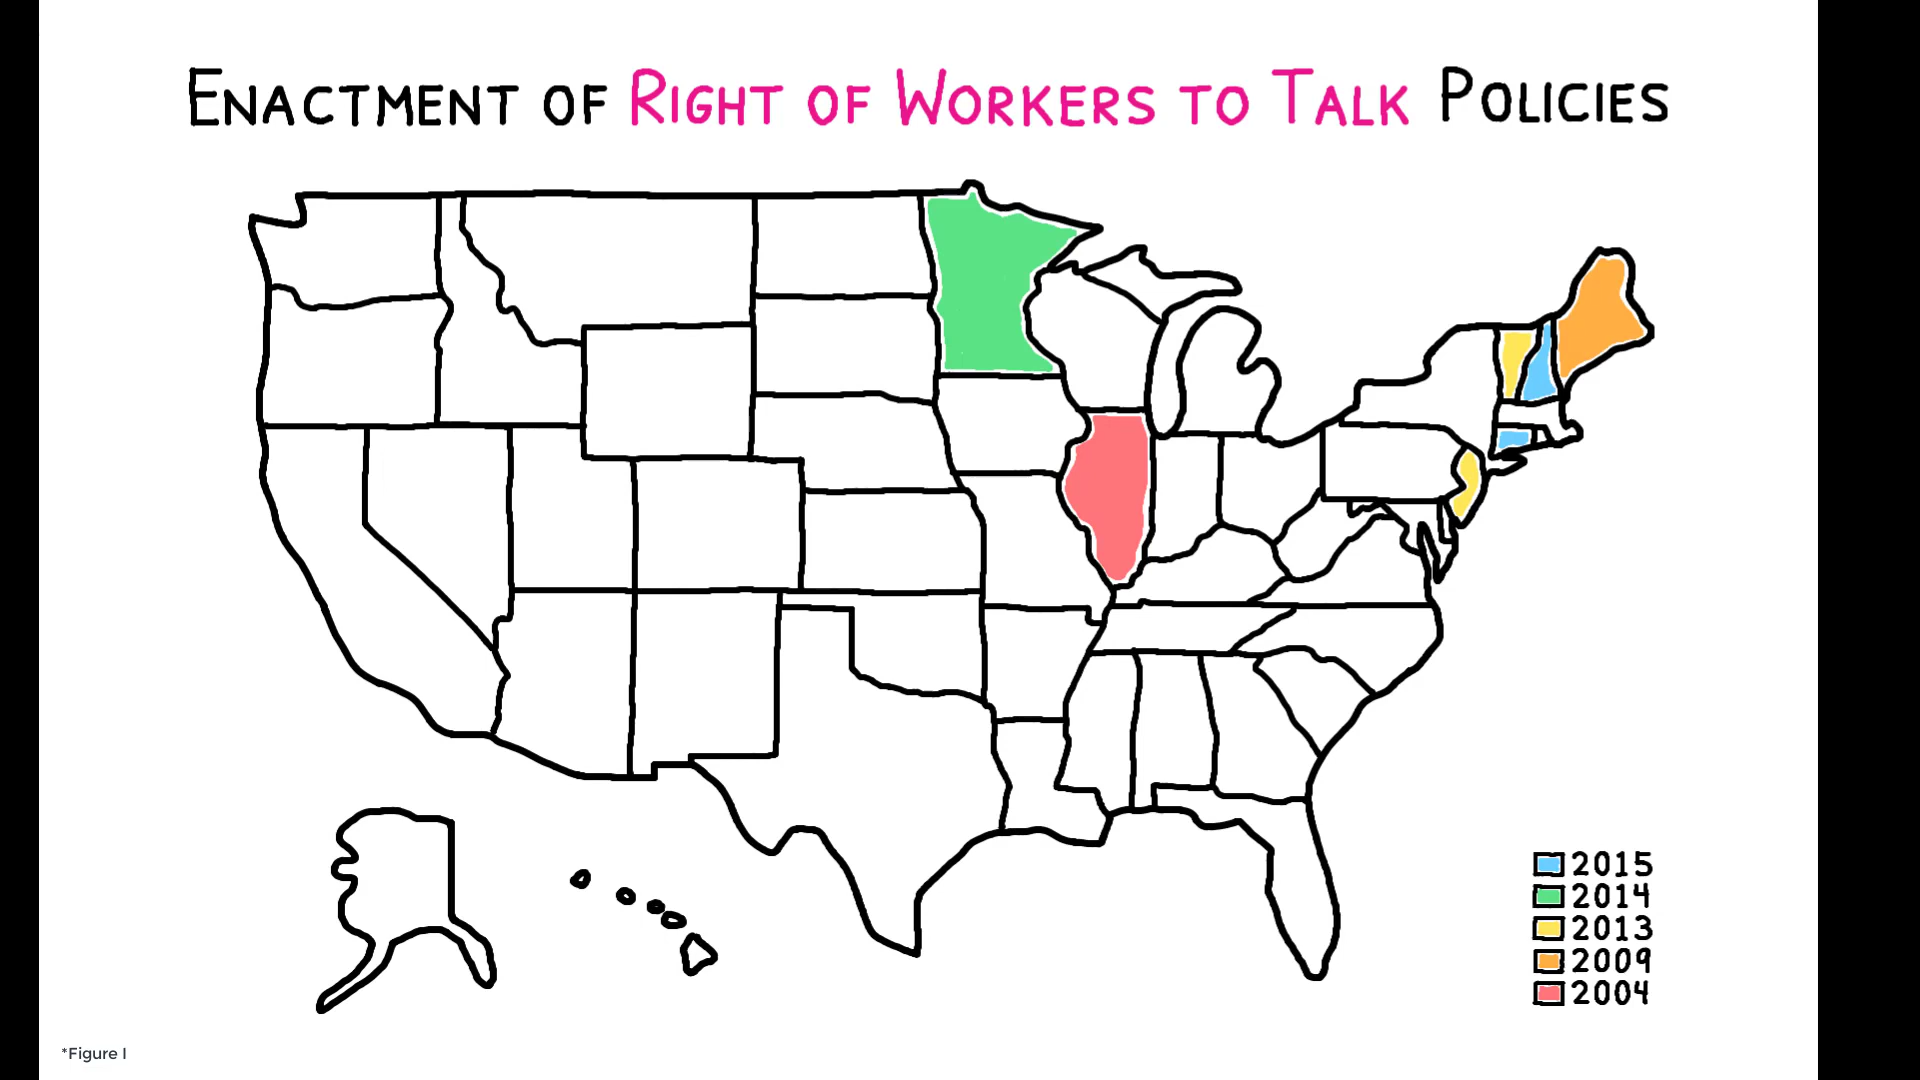 ENACTMENT OF RIGHT OF WORKERS TO TALK POLICIES
2015
2014
2013
2009
2004
*Figure I